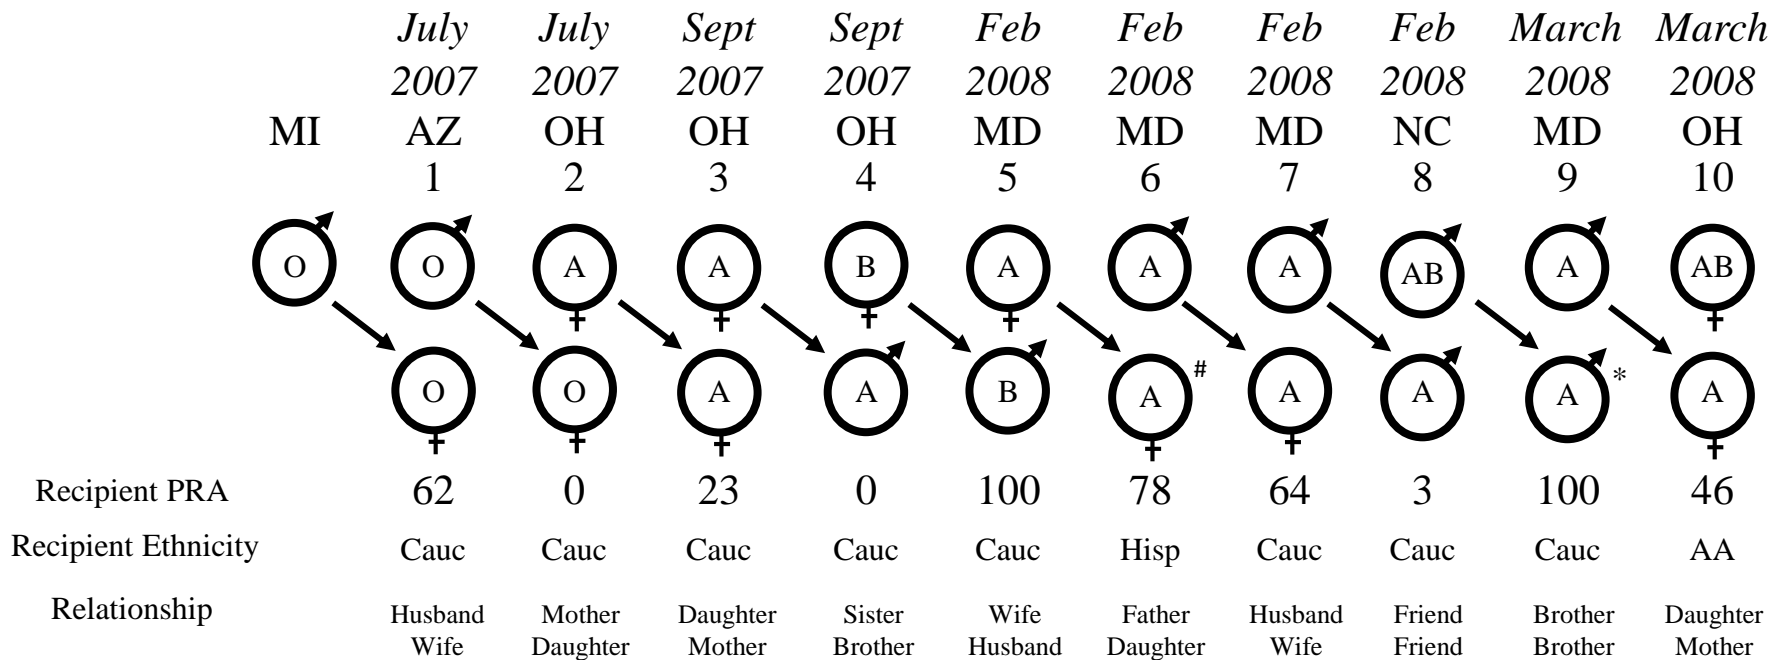 July July Sept Sept Feb Feb Feb Feb March March
2007 2007 2007 2007 2008 2008 2008 2008 2008 2008
MI AZ OH OH OH MD MD MD NC MD OH
1 2 3 4 5 6 7 8 9 10
O O A A B A A A AB A AB
O O A A B A # A A A * A
Recipient PRA 62 0 23 0 100 78 64 3 100 46
Recipient Ethnicity Cauc Cauc Cauc Cauc Cauc Hisp Cauc Cauc Cauc AA
Relationship Husband Mother Daughter Sister Wife Father Husband Friend Brother Daughter
Wife Daughter Mother Brother Husband Daughter Wife Friend Brother Mother